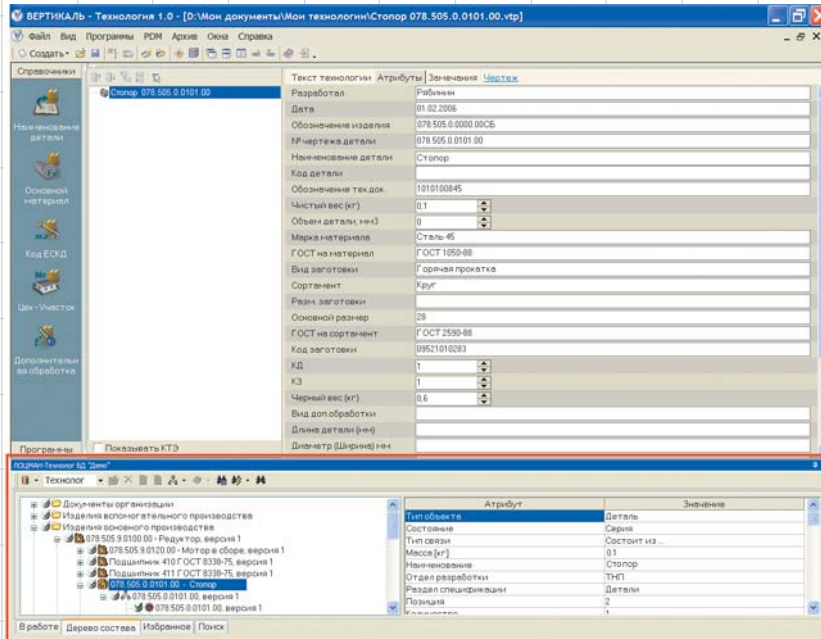 ВЕРТИКАЛЬ - Технология 1.0 - [D:\Мои документы\Мои технологии\Стопор 078.505.0.0101.00.vtp]
Файл Вид Программы PDM Архив Окна Справка
Создать
Справочники
Наименование детали
Основной материал
Код ЕСКД
Цех-Участок
Дополнительная обработка
Программы
Стопор 078.505.0.0101.00
Показывать КТЭ
Текст технологии Атрибуты Замечания Чертеж
Разработал Рябинин
Дата 01.02.2006
Обозначение изделия 078.505.0.0000.00СБ
№ чертежа детали 078.505.0.0101.00
Наименование детали Стопор
Код детали
Обозначение тех.док. 1010100845
Чистый вес (кг) 0,1
Объем детали, мм3 0
Марка материала Сталь 45
ГОСТ на материал ГОСТ 1050-88
Вид заготовки Горячая прокатка
Сортамент Круг
Разм. заготовки
Основной размер 28
ГОСТ на сортамент ГОСТ 2590-88
Код заготовки 09521010283
КД 1
КЗ 1
Черный вес (кг) 0,6
Вид доп.обработки
Длина детали (мм)
Диаметр (Ширина) мм
ЛОЦМАН-Технолог БД "Демо"
Технолог
Документы организации
Изделия вспомогательного производства
Изделия основного производства
078.505.9.0100.00 - Редуктор, версия 1
078.505.9.0120.00 - Мотор в сборе, версия 1
Подшипник 410 ГОСТ 8338-75, версия 1
Подшипник 411 ГОСТ 8338-75, версия 1
078.505.0.0101.00 - Стопор
078.505.0.0101.00, версия 1
078.505.0.0101.00, версия 1
Атрибут Значение
Тип объекта Деталь
Состояние Серия
Тип связи Состоит из ...
Масса [кг] 0.1
Наименование Стопор
Отдел разработки ТНП
Раздел спецификации Детали
Позиция 2
Количество 1
В работе Дерево состава Избранное Поиск